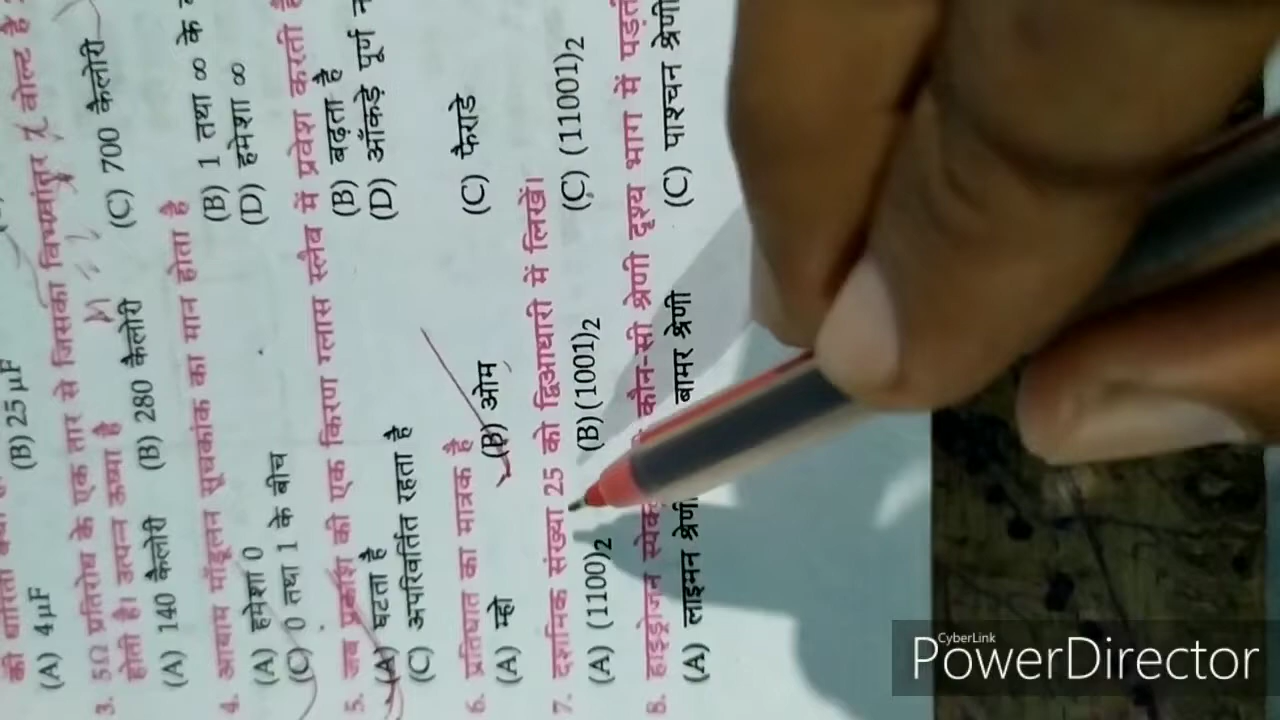 (A) 4 μF (B) 25 μF
3. 5Ω प्रतिरोध के एक तार से जिसका विभवांतर वोल्ट है
होती है। उत्पन्न ऊष्मा है
(A) 140 कैलोरी (B) 280 कैलोरी (C) 700 कैलोरी
4. आयाम मॉडूलन सूचकांक का मान होता है
(A) हमेशा 0 (B) 1 तथा ∞ के
(C) 0 तथा 1 के बीच (D) हमेशा ∞
5. जब प्रकाश की एक किरण ग्लास स्लैब में प्रवेश करती
(A) घटता है (B) बढ़ता है
(C) अपरिवर्तित रहता है (D) आँकड़े पूर्ण
6. प्रतिघात का मात्रक है
(A) म्हो (B) ओम (C) फैराडे
7. दशमिक संख्या 25 को द्विआधारी में लिखें।
(A) (1100)₂ (B) (1001)₂ (C) (11001)₂
8. हाइड्रोजन कौन-सी श्रेणी दृश्य भाग में
(A) लाइमन श्रेणी बामर श्रेणी (C) पाश्चन श्रेणी
CyberLink
PowerDirector